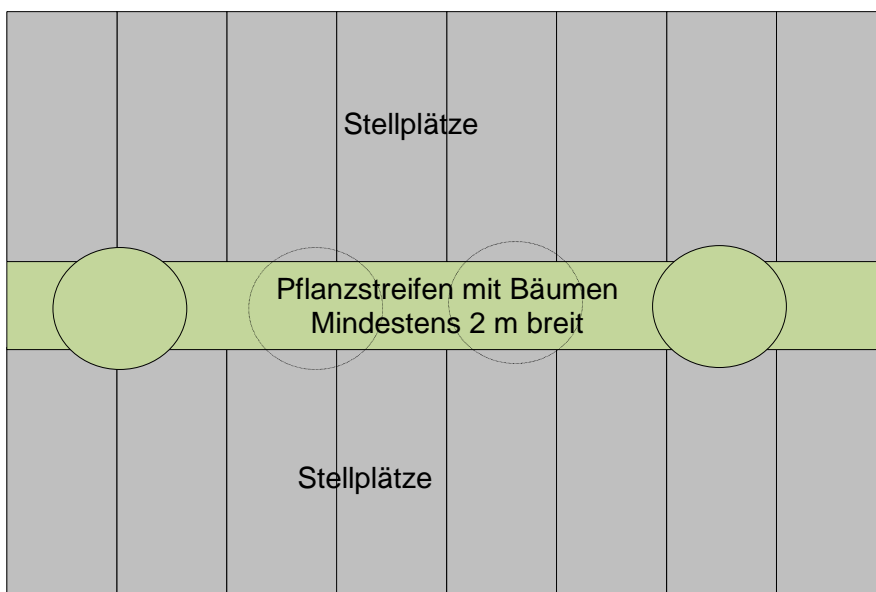 Stellplätze
Pflanzstreifen mit Bäumen
Mindestens 2 m breit
Stellplätze